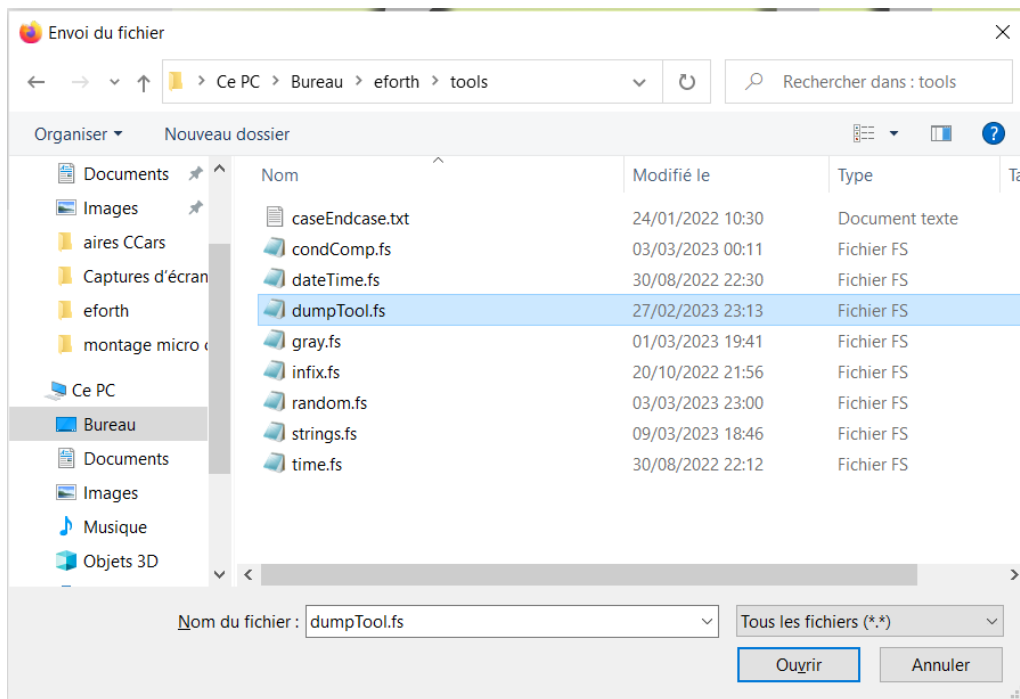 Envoi du fichier
Ce PC > Bureau > eforth > tools
Rechercher dans : tools
Organiser
Nouveau dossier
?
Documents
Images
aires CCars
Captures d'écran
eforth
montage micro
Ce PC
Bureau
Documents
Images
Musique
Objets 3D
Nom Modifié le Type
caseEndcase.txt 24/01/2022 10:30 Document texte
condComp.fs 03/03/2023 00:11 Fichier FS
dateTime.fs 30/08/2022 22:30 Fichier FS
dumpTool.fs 27/02/2023 23:13 Fichier FS
gray.fs 01/03/2023 19:41 Fichier FS
infix.fs 20/10/2022 21:56 Fichier FS
random.fs 03/03/2023 23:00 Fichier FS
strings.fs 09/03/2023 18:46 Fichier FS
time.fs 30/08/2022 22:12 Fichier FS
Nom du fichier : dumpTool.fs
Tous les fichiers (*.*)
Ouvrir
Annuler